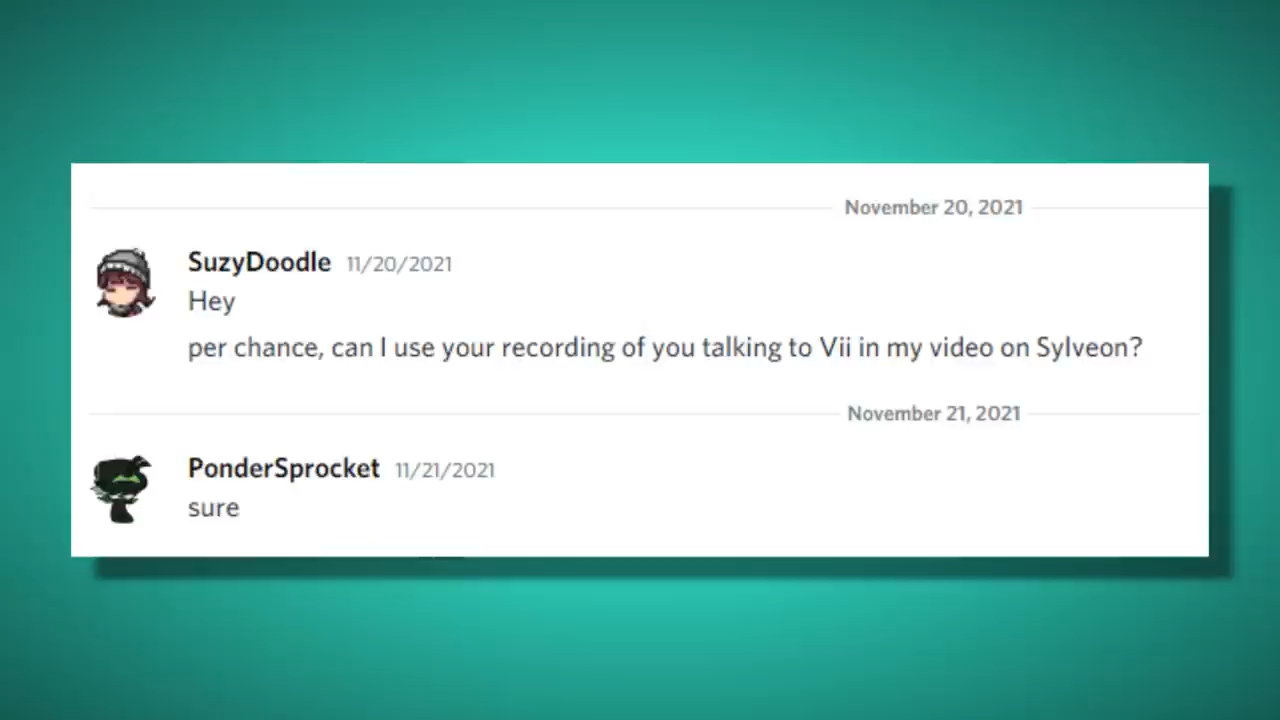 November 20, 2021
SuzyDoodle 11/20/2021
Hey
per chance, can I use your recording of you talking to Vii in my video on Sylveon?
November 21, 2021
PonderSprocket 11/21/2021
sure